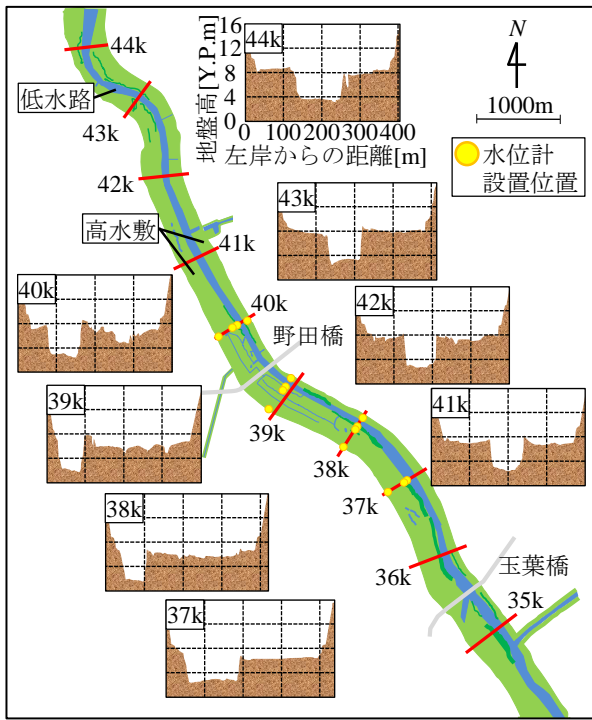 44k
低水路
43k
42k
高水敷
41k
40k
野田橋
39k
38k
37k
36k
玉葉橋
35k
44k
地盤高[Y.P.m]
16
12
8
4
0
0 100 200 300 400
左岸からの距離[m]
N
1000m
水位計
設置位置
43k
42k
41k
40k
39k
38k
37k